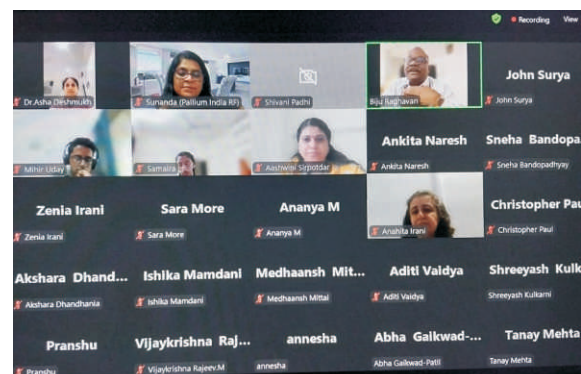 Recording View
Dr.Asha Deshmukh
Sunanda (Pallium India RF)
Shivani Padhi
Biju Raghavan
John Surya
John Surya
Mihir Uday
Samaira
Aashwini Sirpotdar
Ankita Naresh
Ankita Naresh
Sneha Bandopa
Sneha Bandopadhyay
Zenia Irani
Zenia Irani
Sara More
Sara More
Ananya M
Ananya M
Anahita Irani
Christopher Pau
Christopher Paul
Akshara Dhand...
Akshara Dhandhania
Ishika Mamdani
Ishika Mamdani
Medhaansh Mit...
Medhaansh Mittal
Aditi Vaidya
Aditi Vaidya
Shreeyash Kulk
Shreeyash Kulkarni
Pranshu
Pranshu
Vijaykrishna Raj...
Vijaykrishna Rajeev.M
annesha
annesha
Abha Gaikwad-...
Abha Gaikwad-Patil
Tanay Mehta
Tanay Mehta